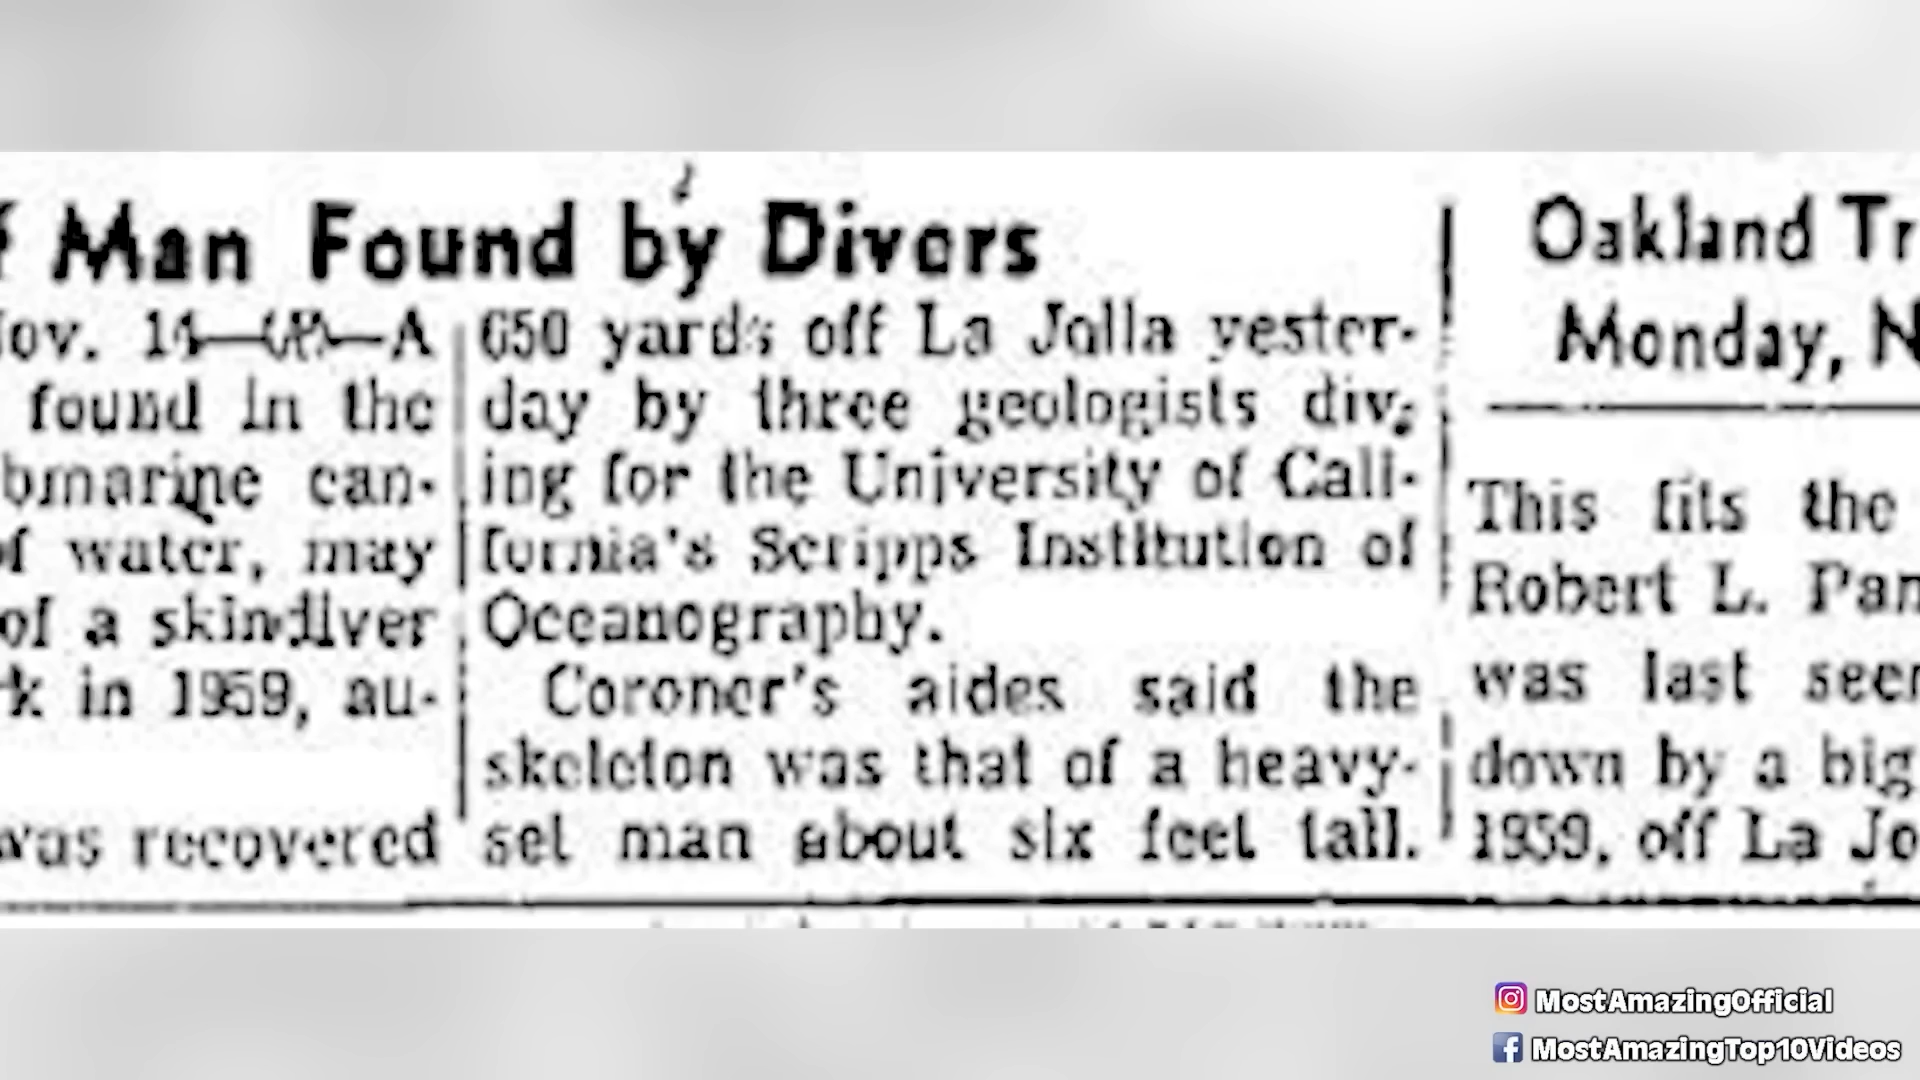 Man Found by Divers
Nov. 14—(AP)—A
found in the
bmarine can-
of water, may
of a skindiver
k in 1959, au-
was recovered
650 yards off La Jolla yester-
day by three geologists div-
ing for the University of Cali-
fornia's Scripps Institution of
Oceanography.
Coroner's aides said the
skeleton was that of a heavy-
set man about six feet tall.
Oakland Tr
Monday, N
This fits the
Robert L. Pam
was last seen
down by a big
1959, off La Jo
MostAmazingOfficial
MostAmazingTop10Videos